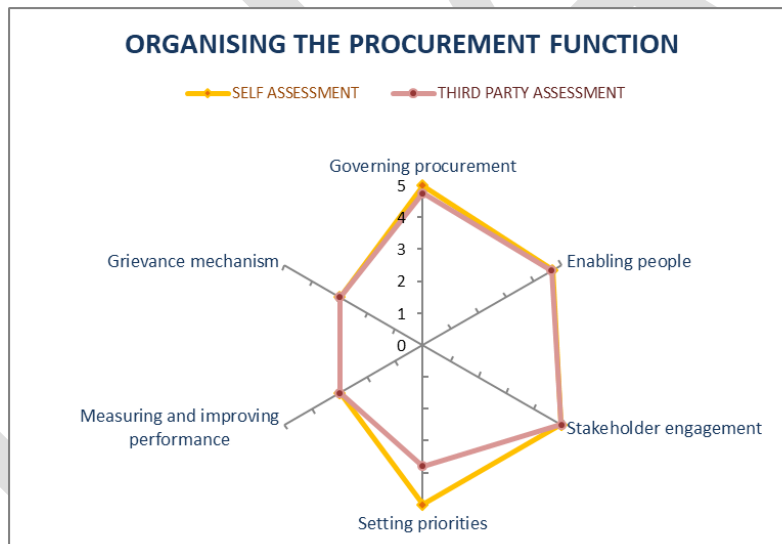 ORGANISING THE PROCUREMENT FUNCTION
SELF ASSESSMENT
THIRD PARTY ASSESSMENT
Governing procurement
5
4
3
2
1
0
Enabling people
Stakeholder engagement
Setting priorities
Measuring and improving
performance
Grievance mechanism